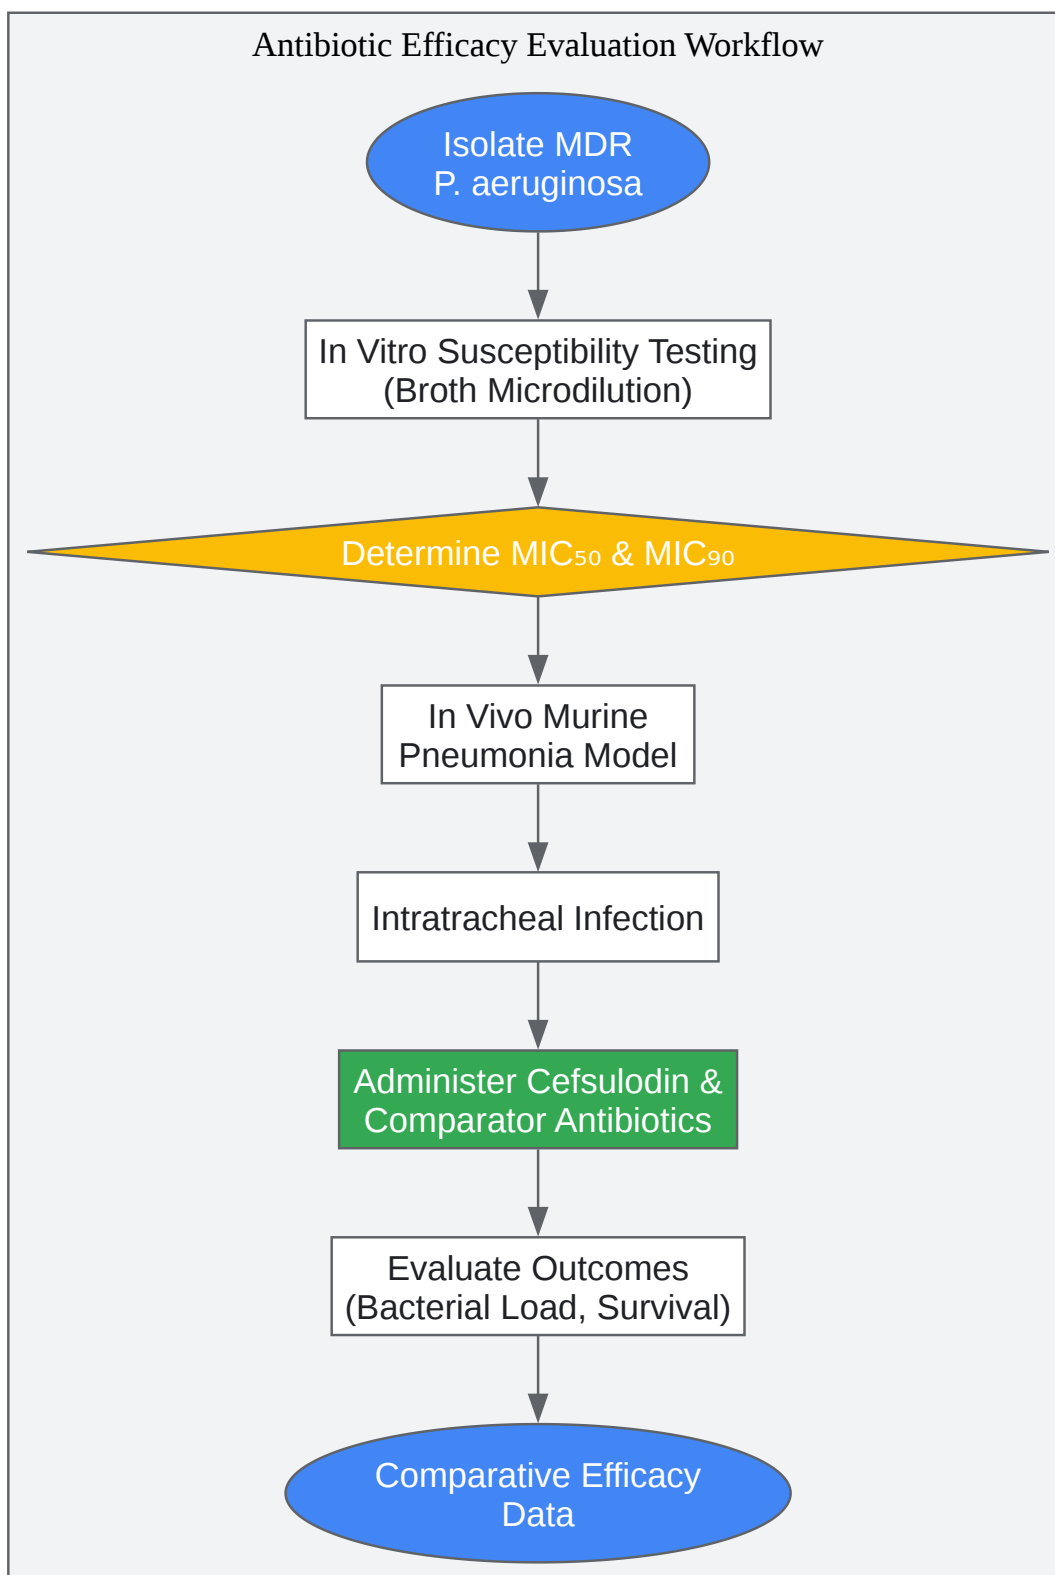 Antibiotic Efficacy Evaluation Workflow
Isolate MDR
P. aeruginosa
In Vitro Susceptibility Testing
(Broth Microdilution)
Determine MIC₅₀ & MIC₉₀
In Vivo Murine
Pneumonia Model
Intratracheal Infection
Administer Cefsulodin &
Comparator Antibiotics
Evaluate Outcomes
(Bacterial Load, Survival)
Comparative Efficacy
Data